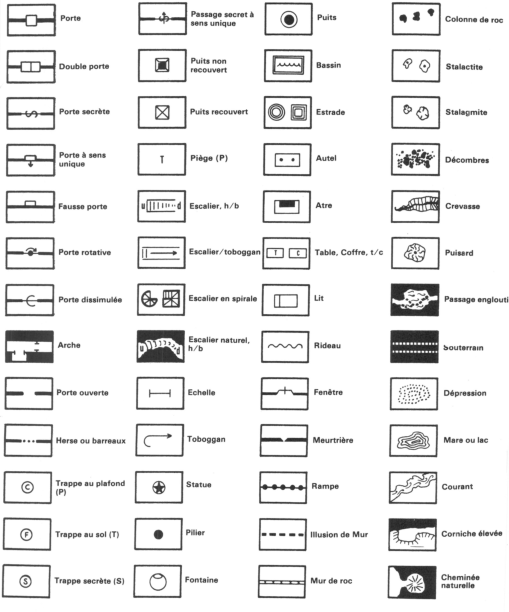 Porte
Double porte
Porte secrète
Porte à sens
unique
Fausse porte
Porte rotative
Porte dissimulée
Arche
Porte ouverte
Herse ou barreaux
C
Trappe au plafond
(P)
F
Trappe au sol (T)
S
Trappe secrète (S)
Passage secret à
sens unique
Puits non
recouvert
Puits recouvert
T
Piège (P)
u d
Escalier, h/b
Escalier/toboggan
Escalier en spirale
u d
Escalier naturel,
h/b
Echelle
Toboggan
Statue
Pilier
Fontaine
Puits
Bassin
Estrade
Autel
Atre
T C
Table, Coffre, t/c
Lit
Rideau
Fenêtre
Meurtrière
Rampe
Illusion de Mur
Mur de roc
Colonne de roc
Stalactite
Stalagmite
Décombres
Crevasse
Puisard
Passage englouti
Souterrain
Dépression
Mare ou lac
Courant
Corniche élevée
Cheminée
naturelle